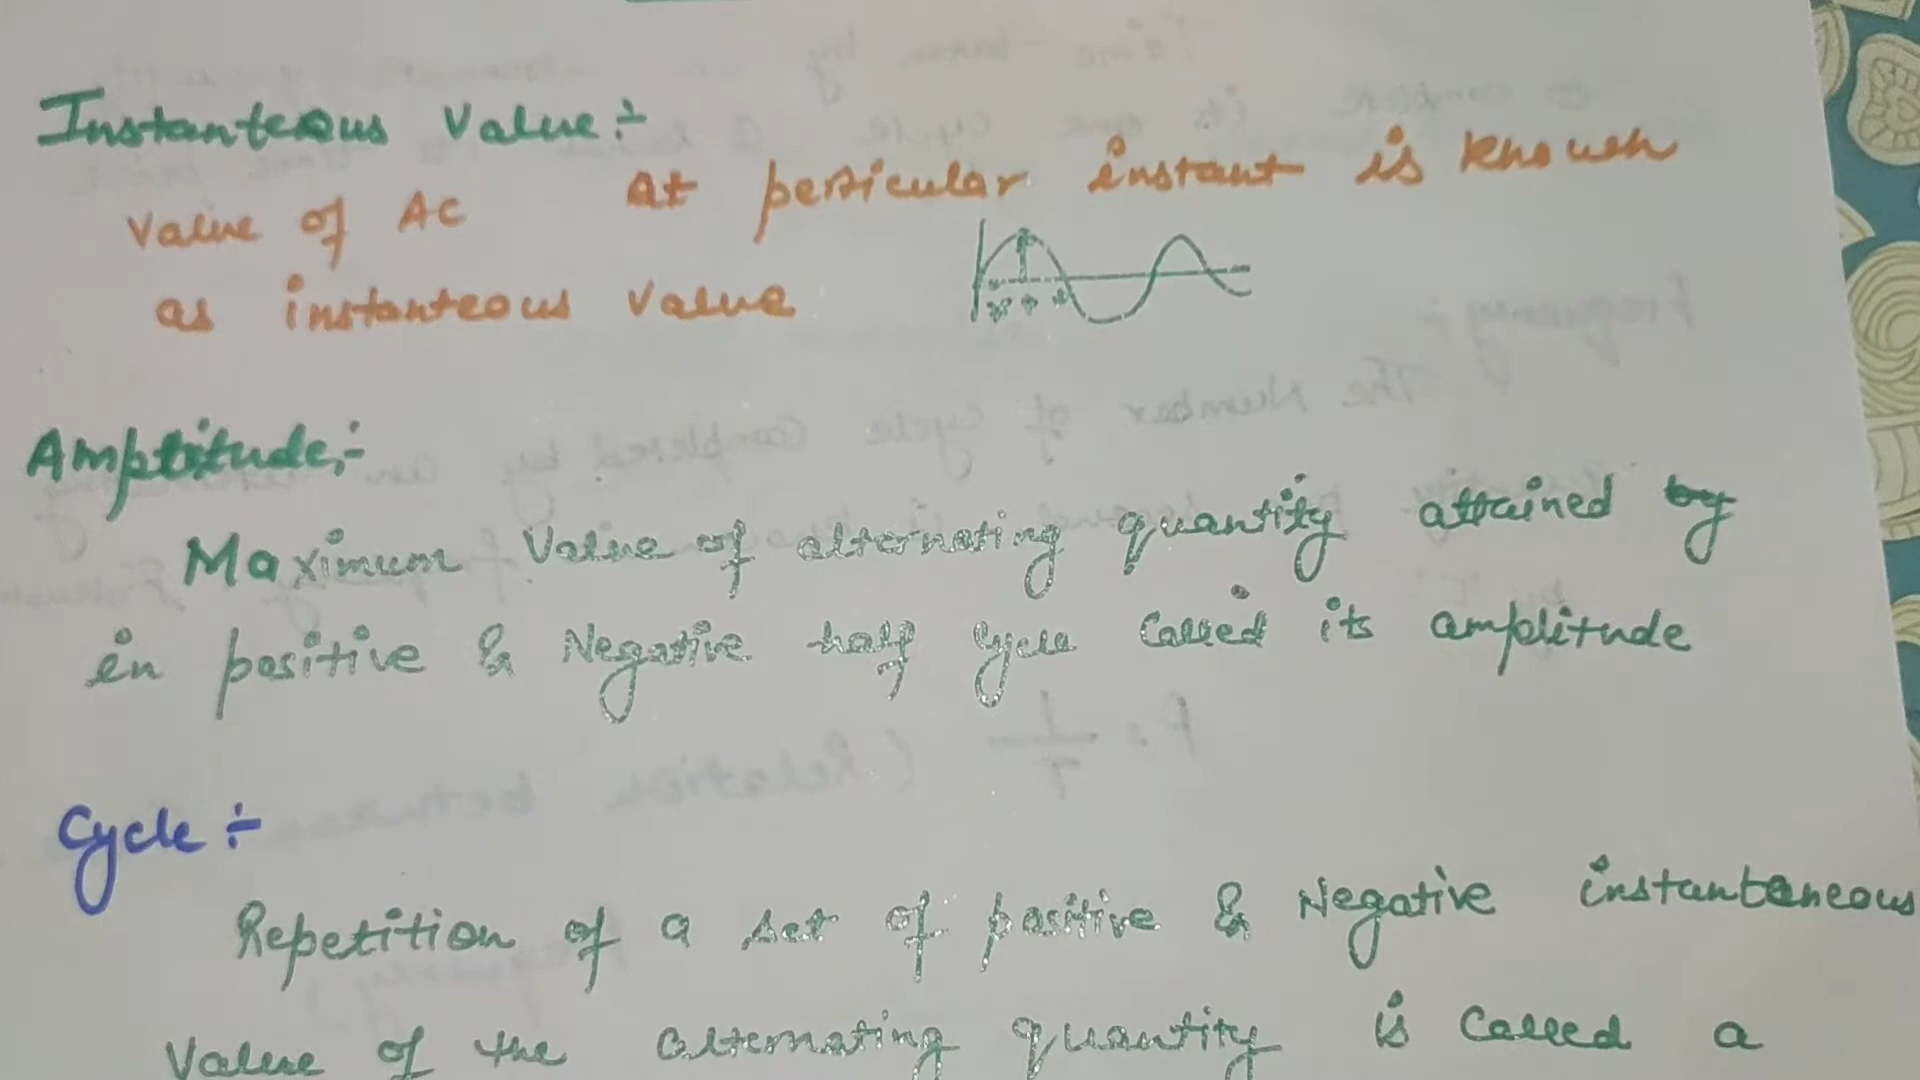 Instanteous Value :-
Value of AC At perticular instant is known
as instanteous value
Amplitude :-
Maximum Value of alternating quantity attained by
in positive & Negative half cycle called its amplitude
Cycle :-
Repetition of a set of positive & Negative instantaneous
Value of the alternating quantity is called a